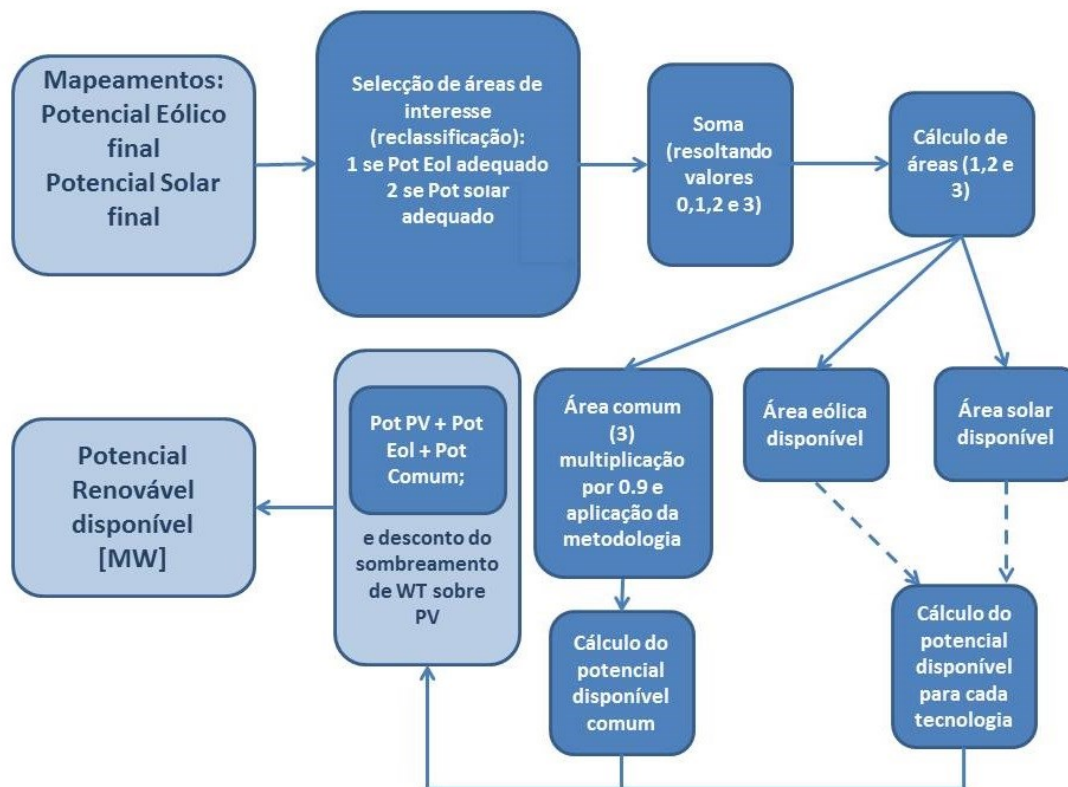 Mapeamentos:
Potencial Eólico
final
Potencial Solar
final
Selecção de áreas de
interesse
(reclassificação):
1 se Pot Eol adequado
2 se Pot solar
adequado
Soma
(resoltando
valores
0,1,2 e 3)
Cálculo de
áreas (1,2 e
3)
Área comum
(3)
multiplicação
por 0.9 e
aplicação da
metodologia
Área eólica
disponível
Área solar
disponível
Cálculo do
potencial
disponível
comum
Cálculo do
potencial
disponível
para cada
tecnologia
Pot PV + Pot
Eol + Pot
Comum;
e desconto do
sombreamento
de WT sobre
PV
Potencial
Renovável
disponível
[MW]